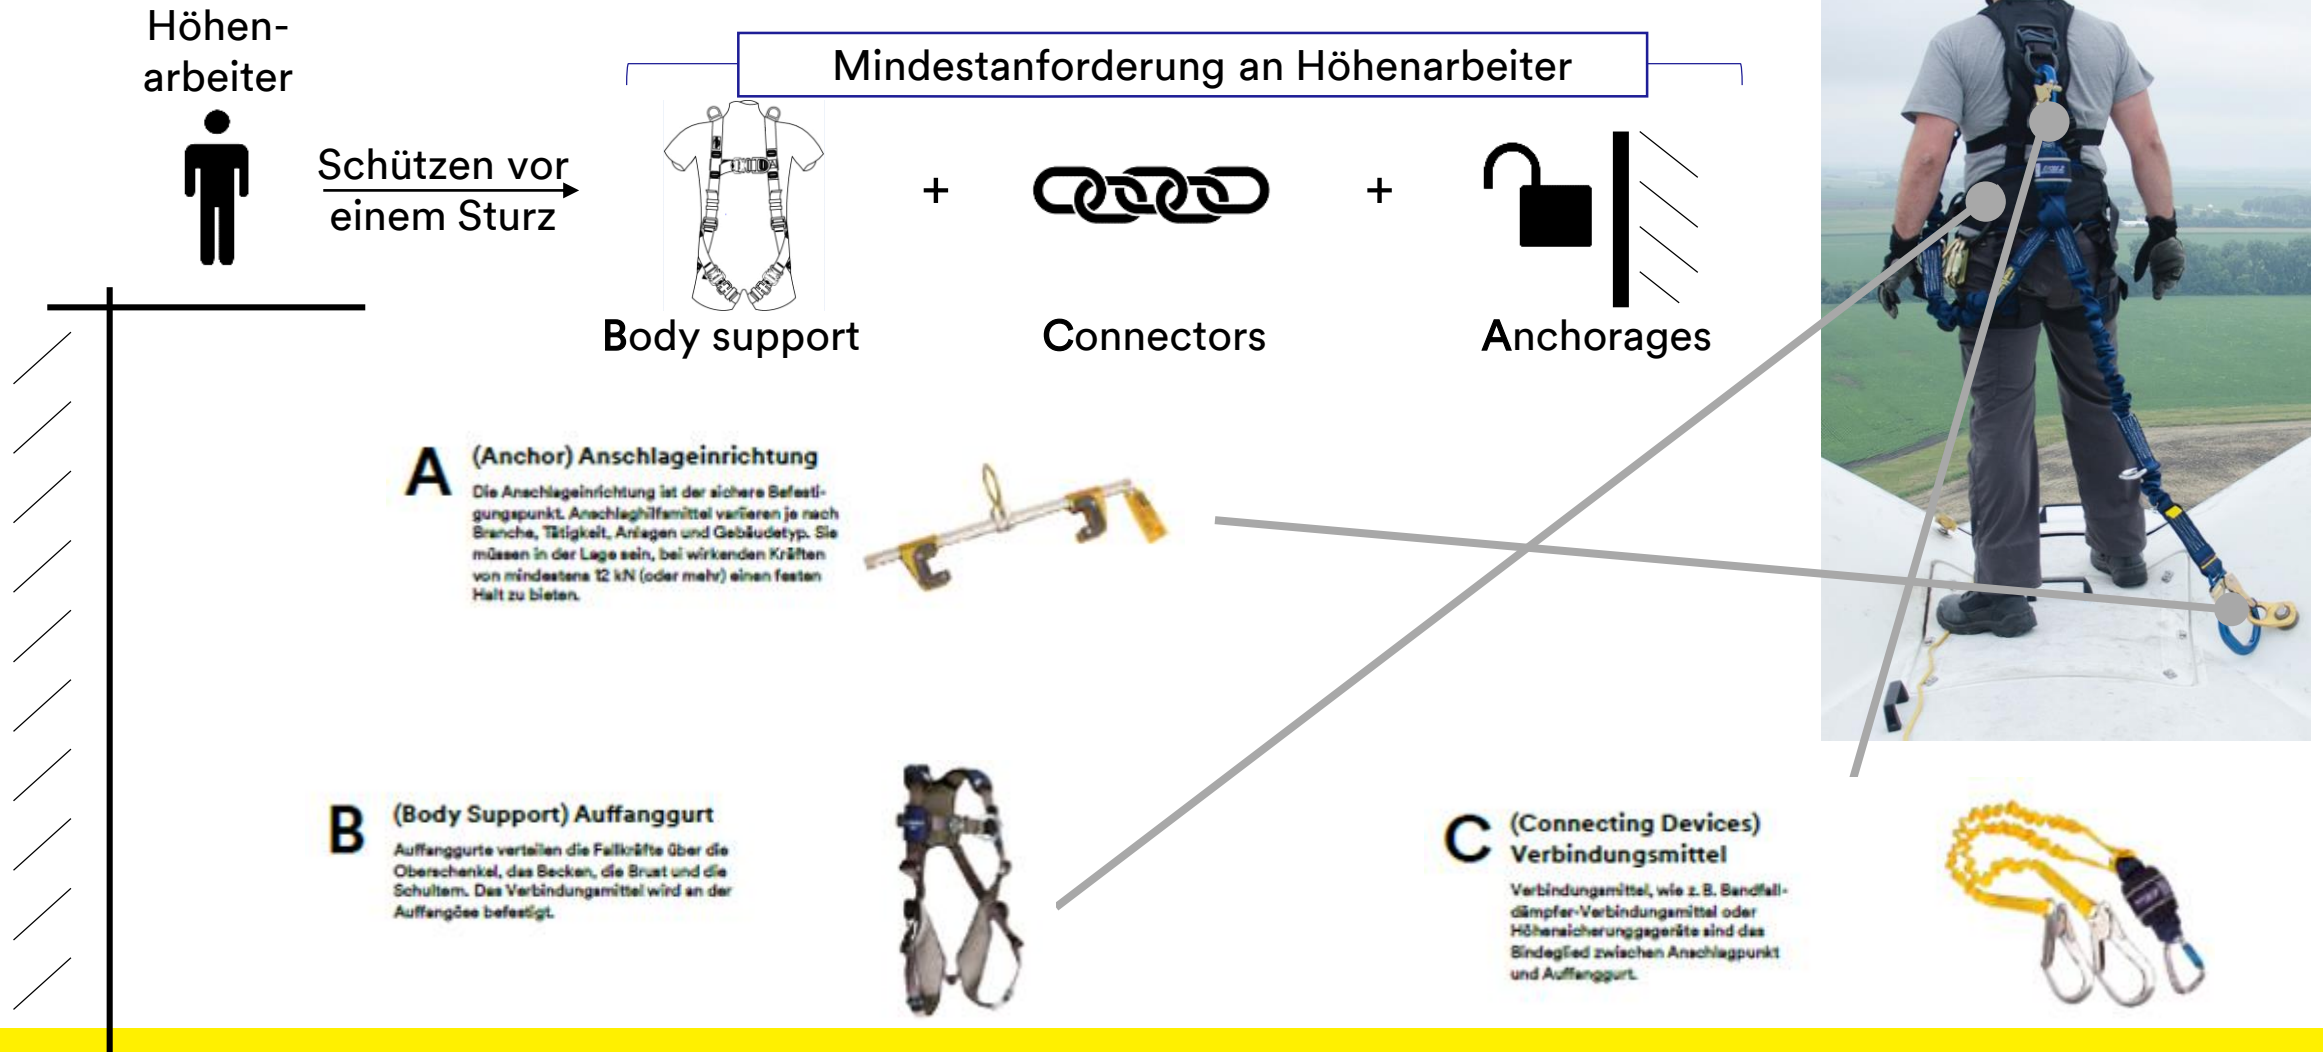 Höhen-
arbeiter
Schützen vor
einem Sturz
Mindestanforderung an Höhenarbeiter
+
+
Body support
Connectors
Anchorages
A
(Anchor) Anschlageinrichtung
Die Anschlageinrichtung ist der sichere Befesti-
gungspunkt. Anschlaghilfsmittel variieren je nach
Branche, Tätigkeit, Anlagen und Gebäudetyp. Sie
müssen in der Lage sein, bei wirkenden Kräften
von mindestens 12 kN (oder mehr) einen festen
Halt zu bieten.
B
(Body Support) Auffanggurt
Auffanggurte verteilen die Fallkräfte über die
Oberschenkel, das Becken, die Brust und die
Schultern. Das Verbindungsmittel wird an der
Auffangöse befestigt.
C
(Connecting Devices)
Verbindungsmittel
Verbindungsmittel, wie z. B. Bandfall-
dämpfer-Verbindungsmittel oder
Höhensicherunggsgeräte sind das
Bindeglied zwischen Anschlagpunkt
und Auffanggurt.